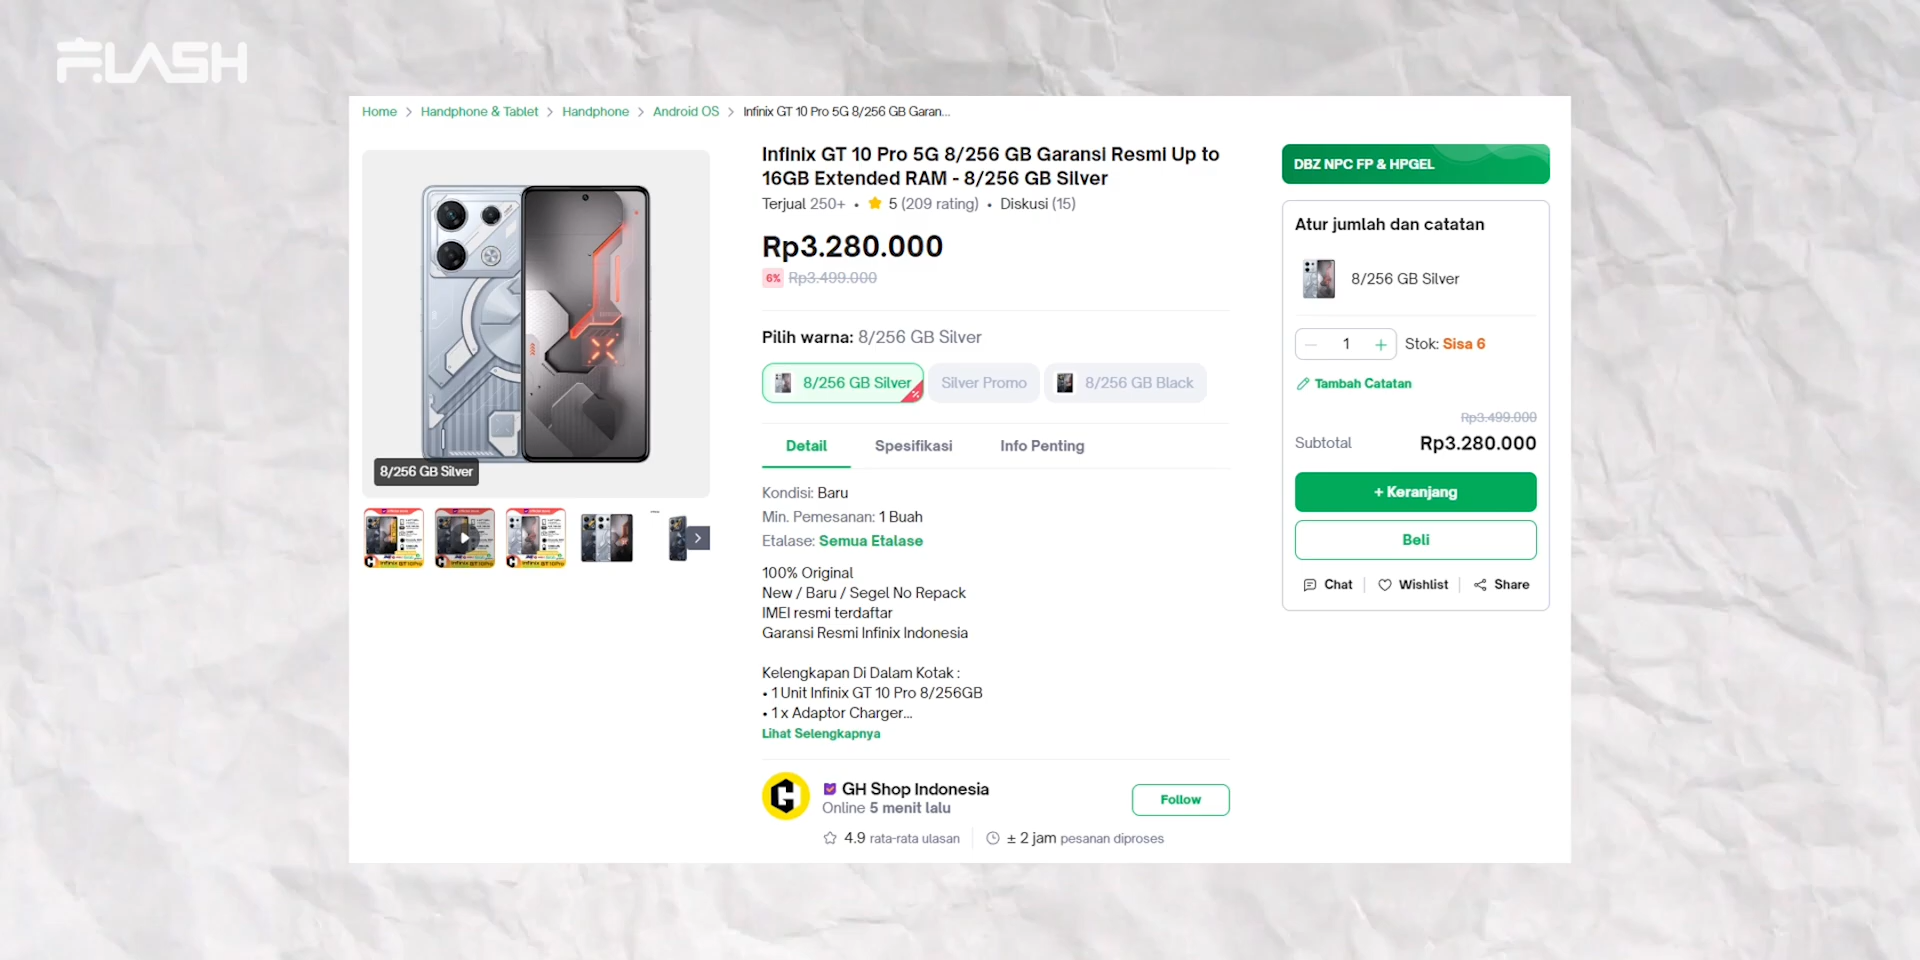 FLASH
Home > Handphone & Tablet > Handphone > Android OS > Infinix GT 10 Pro 5G 8/256 GB Garan...
Infinix GT 10 Pro 5G 8/256 GB Garansi Resmi Up to
16GB Extended RAM - 8/256 GB Silver
Terjual 250+ • 5 (209 rating) • Diskusi (15)
Rp3.280.000
6% Rp3.499.000
Pilih warna: 8/256 GB Silver
8/256 GB Silver
Silver Promo
8/256 GB Black
8/256 GB Silver
Detail
Spesifikasi
Info Penting
Kondisi: Baru
Min. Pemesanan: 1 Buah
Etalase: Semua Etalase
100% Original
New / Baru / Segel No Repack
IMEI resmi terdaftar
Garansi Resmi Infinix Indonesia
Kelengkapan Di Dalam Kotak :
• 1 Unit Infinix GT 10 Pro 8/256GB
• 1 x Adaptor Charger...
Lihat Selengkapnya
GH Shop Indonesia
Online 5 menit lalu
Follow
4.9 rata-rata ulasan
± 2 jam pesanan diproses
DBZ NPC FP & HPGEL
Atur jumlah dan catatan
8/256 GB Silver
1
Stok: Sisa 6
Tambah Catatan
Rp3.499.000
Subtotal Rp3.280.000
+ Keranjang
Beli
Chat
Wishlist
Share